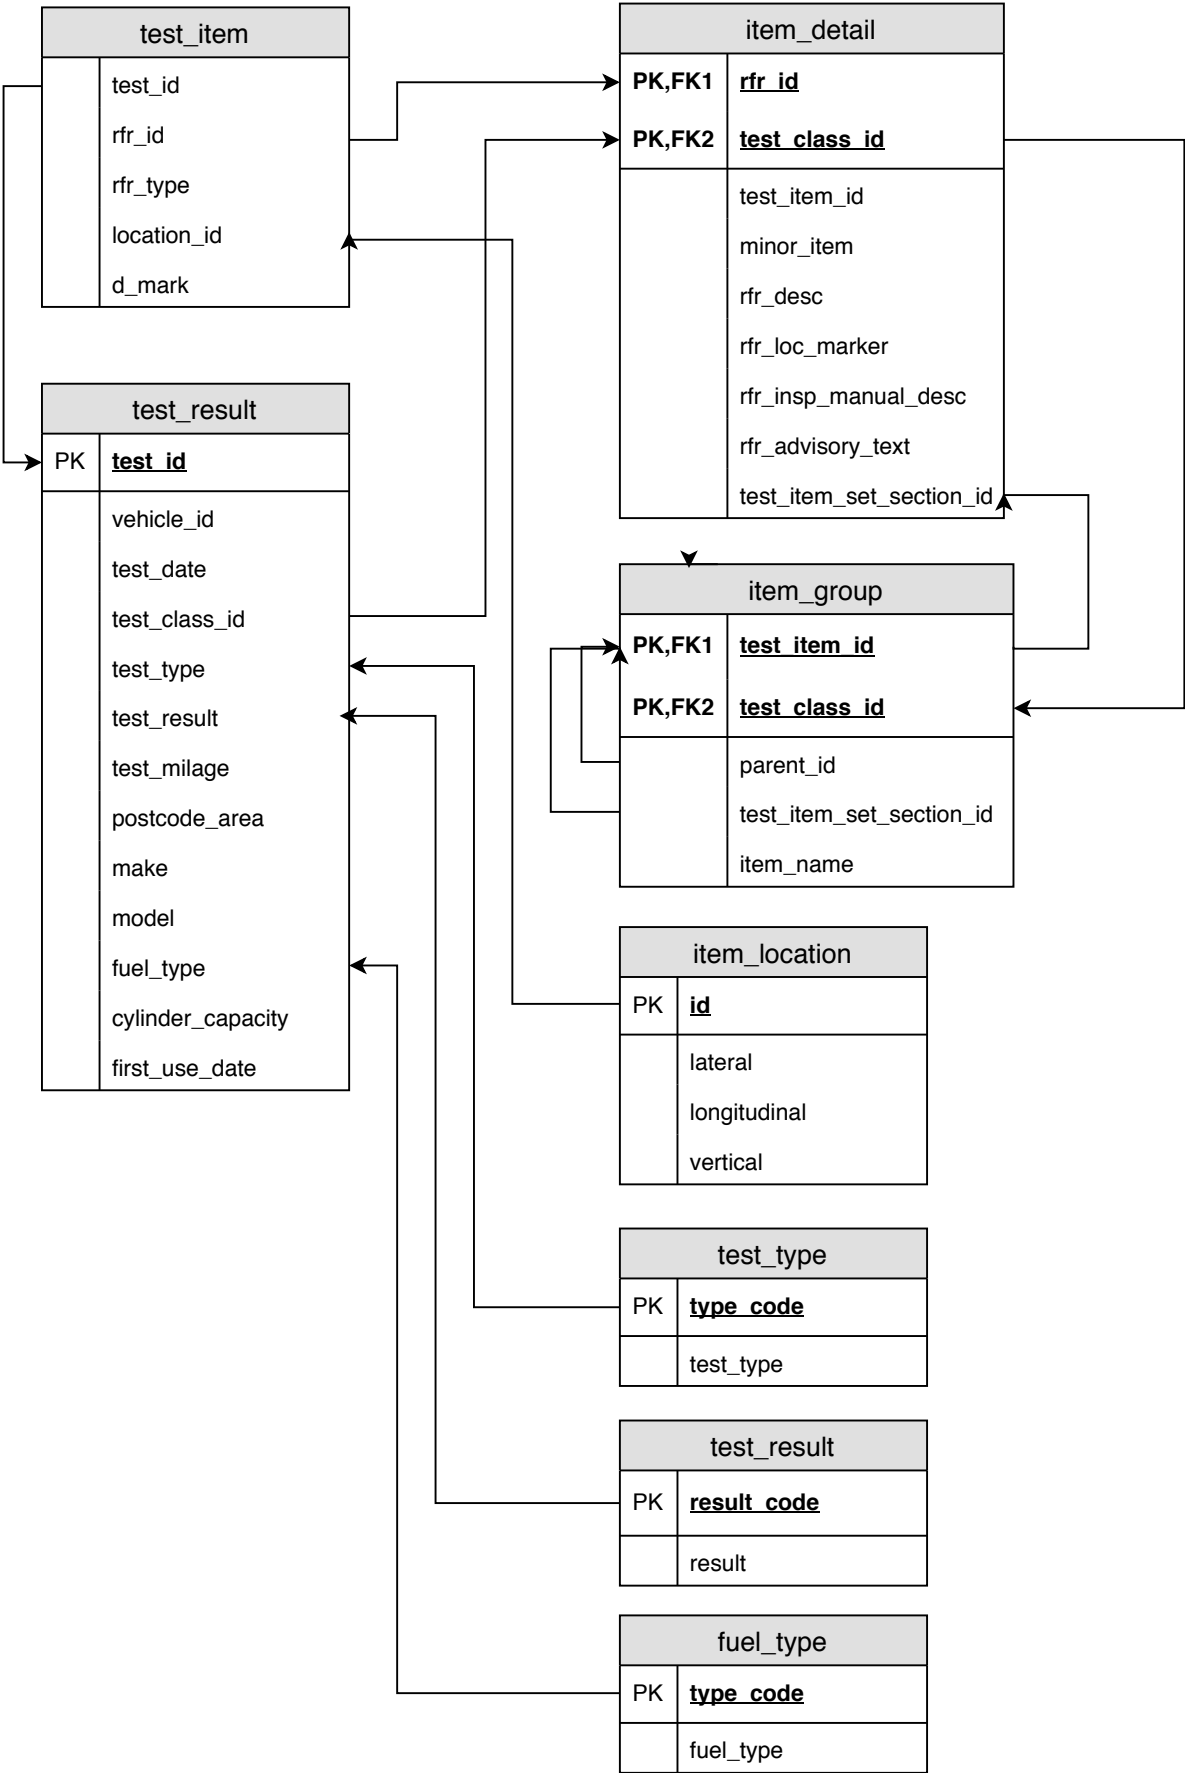 test_item
test_id
rfr_id
rfr_type
location_id
d_mark
test_result
PK test_id
vehicle_id
test_date
test_class_id
test_type
test_result
test_milage
postcode_area
make
model
fuel_type
cylinder_capacity
first_use_date
item_detail
PK,FK1 rfr_id
PK,FK2 test_class_id
test_item_id
minor_item
rfr_desc
rfr_loc_marker
rfr_insp_manual_desc
rfr_advisory_text
test_item_set_section_id
item_group
PK,FK1 test_item_id
PK,FK2 test_class_id
parent_id
test_item_set_section_id
item_name
item_location
PK id
lateral
longitudinal
vertical
test_type
PK type_code
test_type
test_result
PK result_code
result
fuel_type
PK type_code
fuel_type